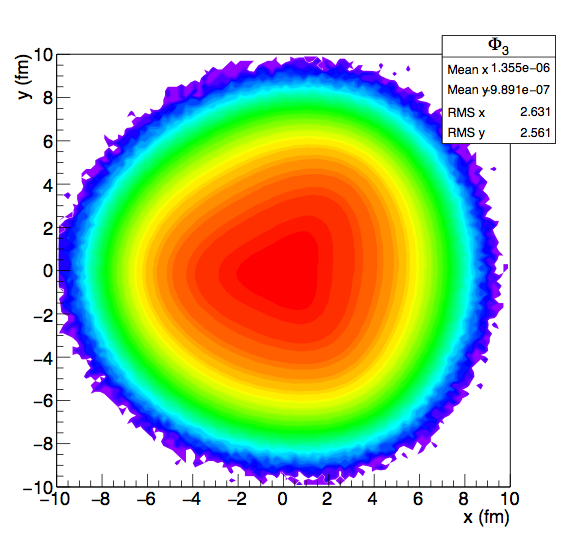 Φ3
Mean x 1.355e−06
Mean y-9.891e−07
RMS x 2.631
RMS y 2.561
y (fm)
10
8
6
4
2
0
−2
−4
−6
−8
−10
−10 −8 −6 −4 −2 0 2 4 6 8 10
x (fm)